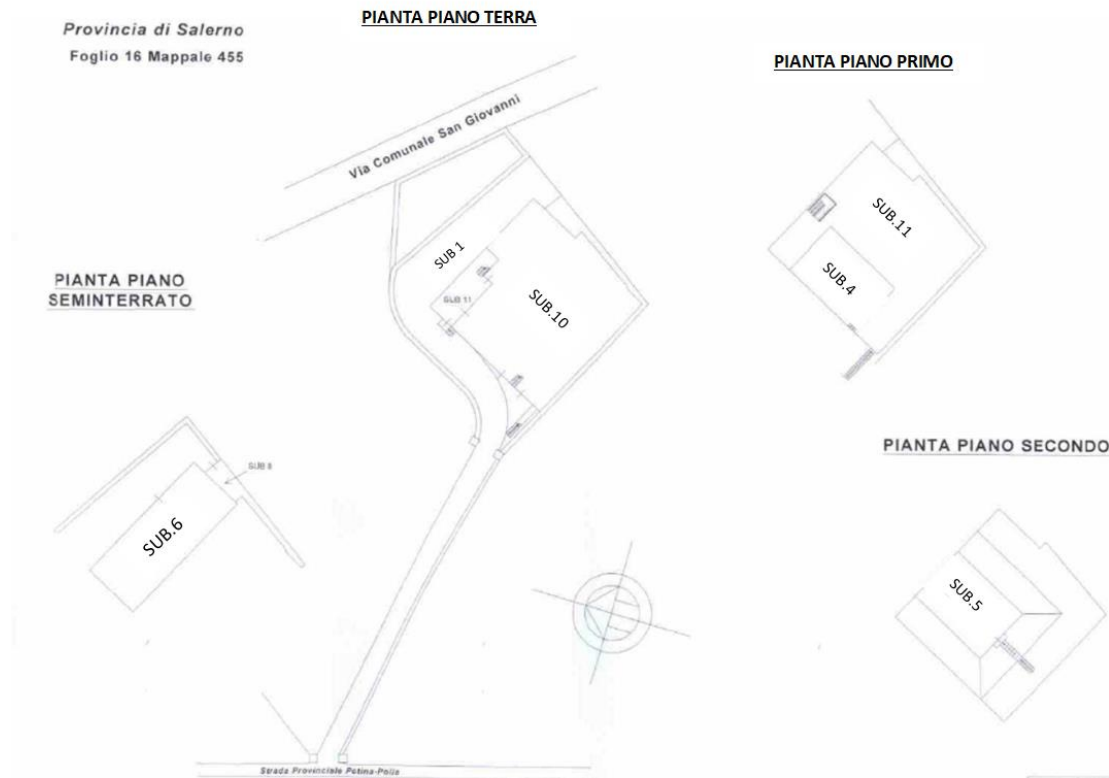 Provincia di Salerno
Foglio 16 Mappale 455
PIANTA PIANO TERRA
PIANTA PIANO PRIMO
Via Comunale San Giovanni
SUB 1
SUB 11
SUB.10
SUB.11
SUB.4
PIANTA PIANO
SEMINTERRATO
SUB 8
SUB.6
PIANTA PIANO SECONDO
SUB.5
Strada Provinciale Petina-Polla